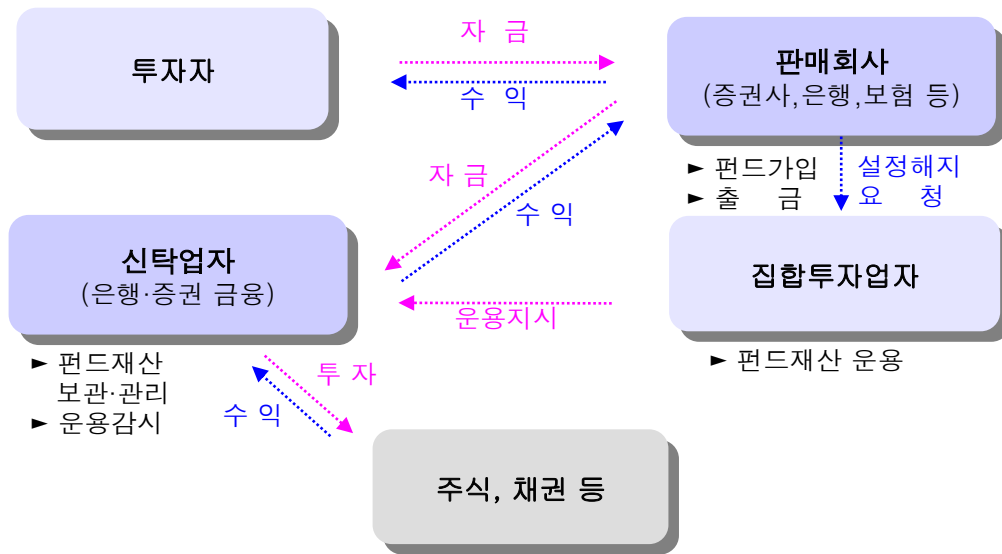 투자자
자 금
수 익
판매회사
(증권사,은행,보험 등)
► 펀드가입
► 출 금
설정해지
요 청
자 금
수 익
신탁업자
(은행·증권 금융)
집합투자업자
운용지시
► 펀드재산
보관·관리
► 운용감시
► 펀드재산 운용
투 자
수 익
주식, 채권 등